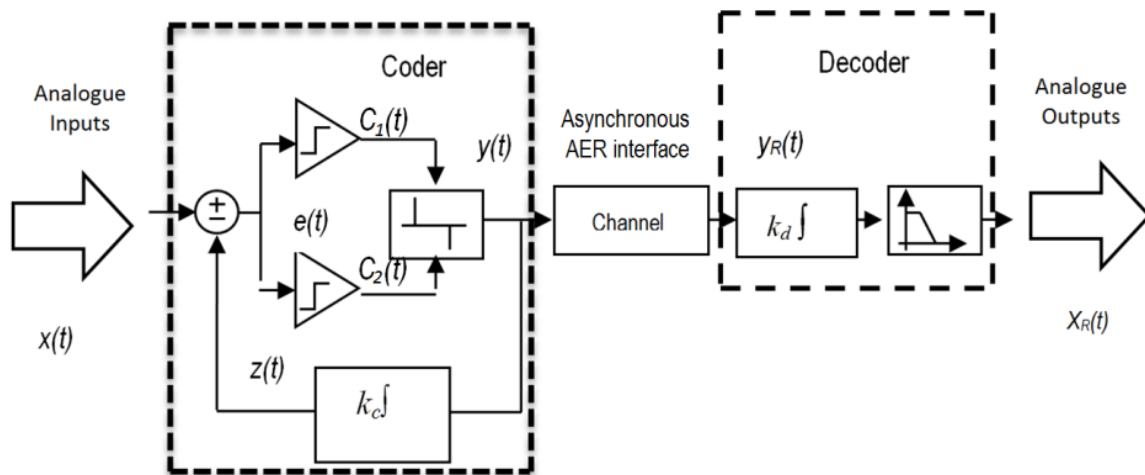 Analogue
Inputs
x(t)
Coder
C1(t)
y(t)
±
e(t)
C2(t)
z(t)
kc∫
Asynchronous
AER interface
Channel
Decoder
yR(t)
kd∫
Analogue
Outputs
XR(t)